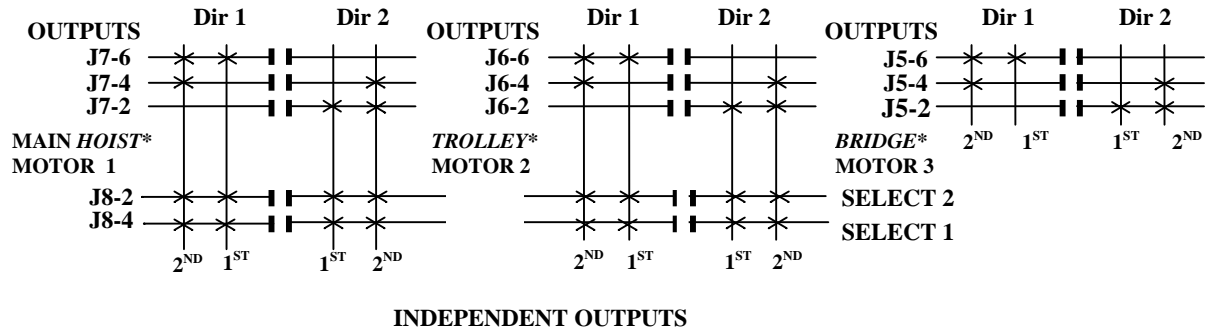 Dir 1 Dir 2 Dir 1 Dir 2 Dir 1 Dir 2
OUTPUTS OUTPUTS OUTPUTS
J7-6 J6-6 J5-6
J7-4 J6-4 J5-4
J7-2 J6-2 J5-2
MAIN HOIST* TROLLEY* BRIDGE* 2ND 1ST 1ST 2ND
MOTOR 1 MOTOR 2 MOTOR 3
J8-2 SELECT 2
J8-4 SELECT 1
2ND 1ST 1ST 2ND 2ND 1ST 1ST 2ND
INDEPENDENT OUTPUTS